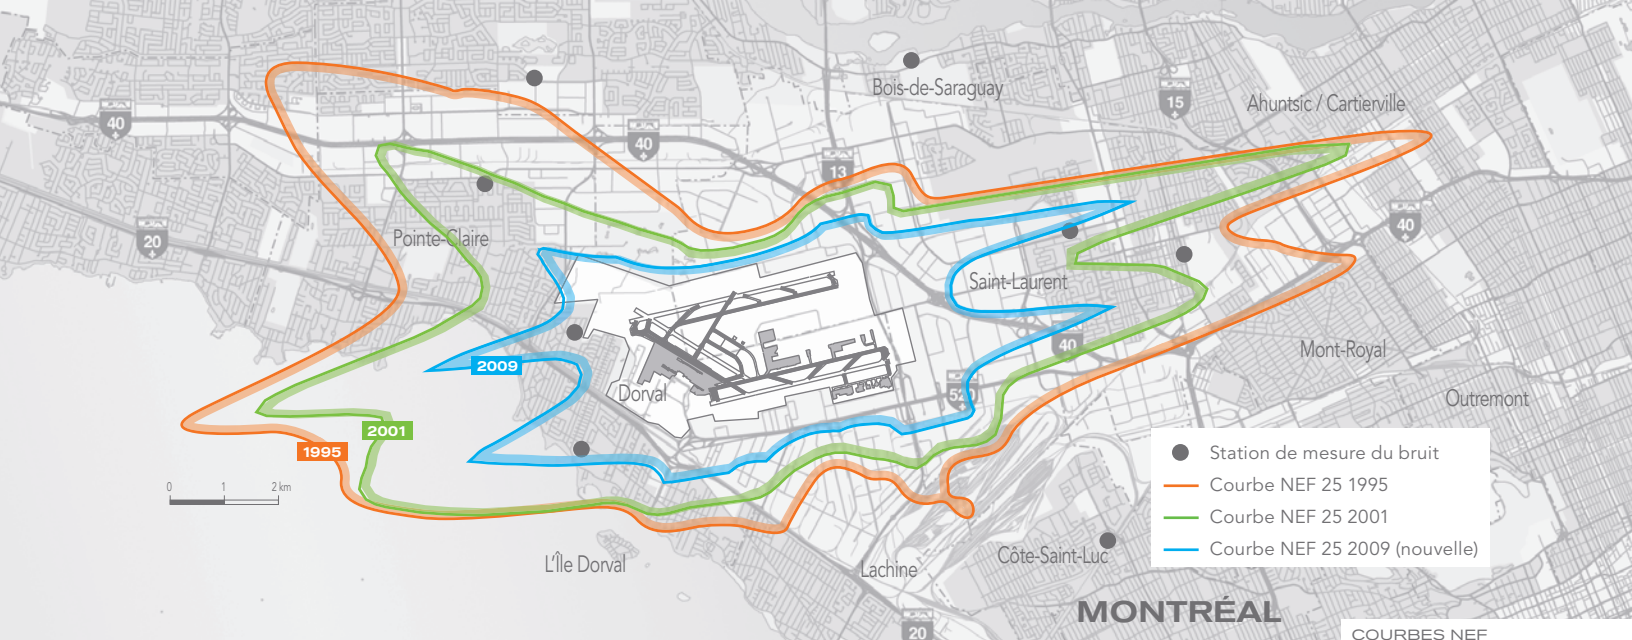 Bois-de-Saraguay
15
Ahuntsic / Cartierville
40
40
13
20
Pointe-Claire
40
Saint-Laurent
40
Mont-Royal
2009
Dorval
520
Outremont
2001
1995
0 1 2 km
Station de mesure du bruit
Courbe NEF 25 1995
Courbe NEF 25 2001
Courbe NEF 25 2009 (nouvelle)
L'Île Dorval
Lachine
Côte-Saint-Luc
MONTRÉAL
20
COURBES NEF